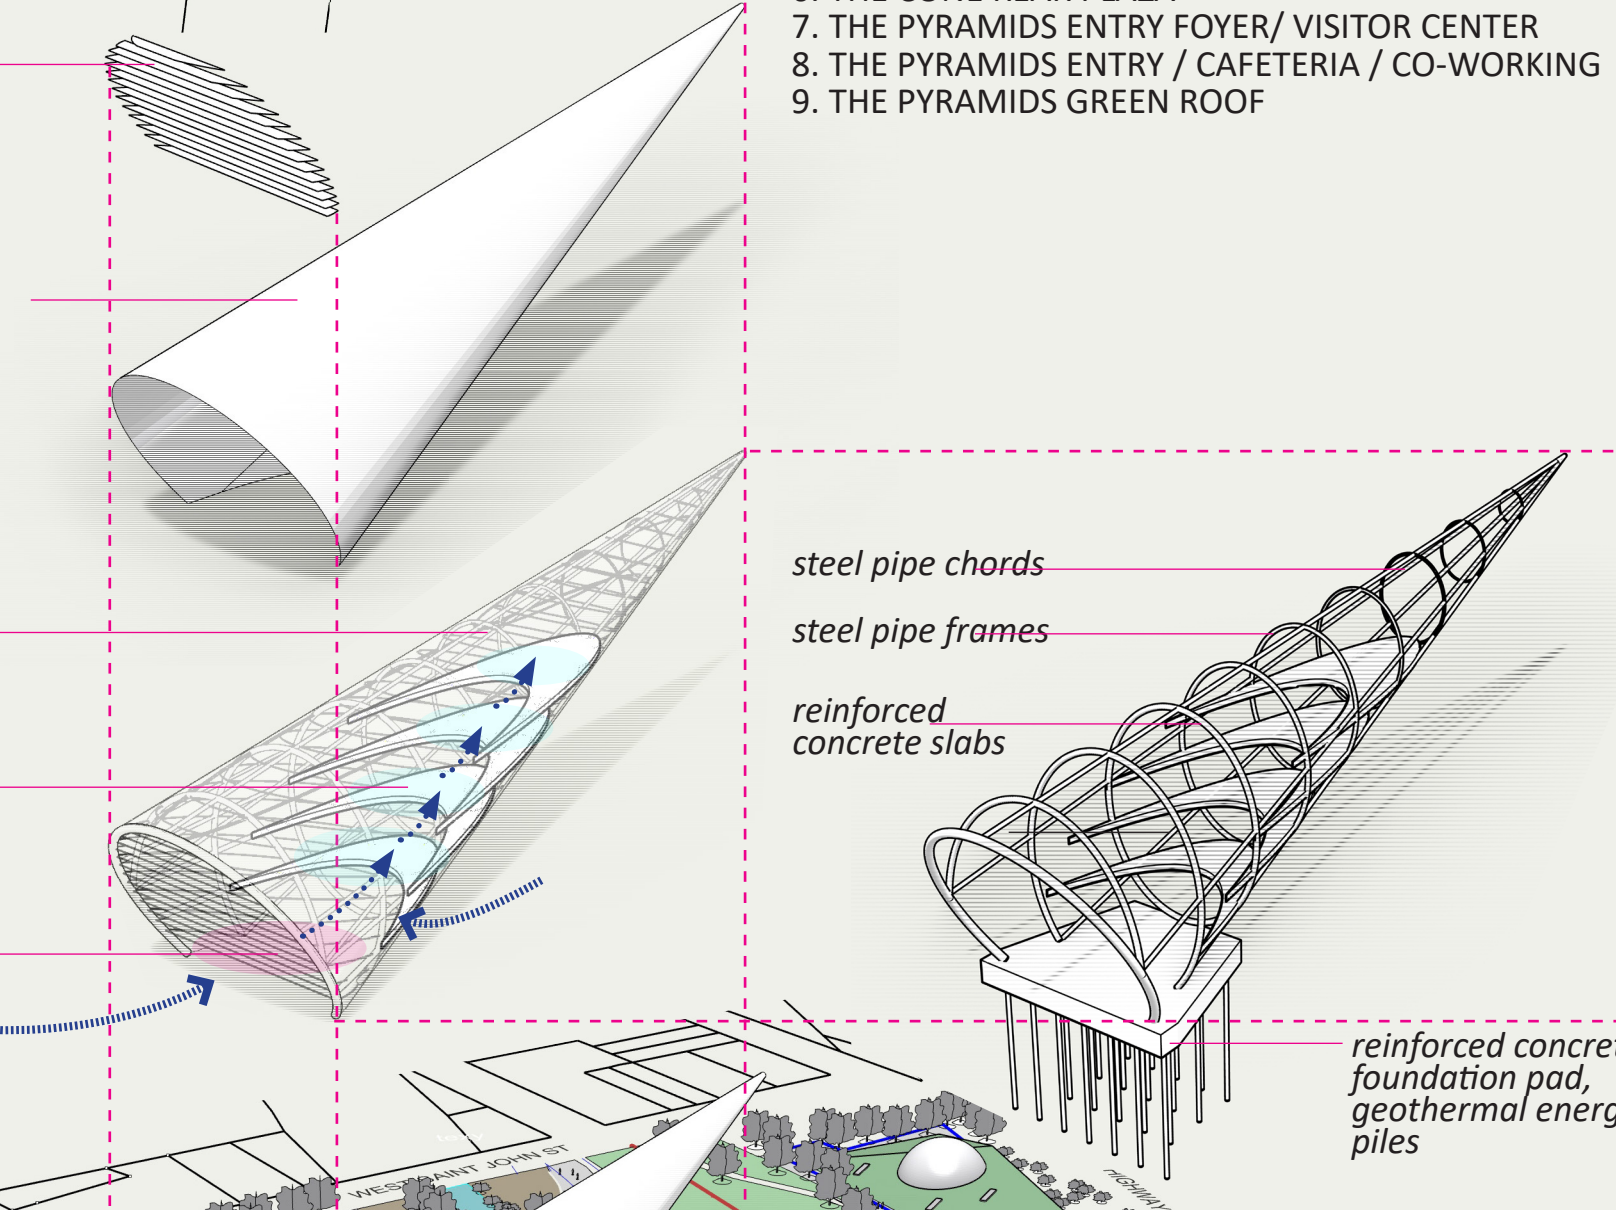 7. THE PYRAMIDS ENTRY FOYER/ VISITOR CENTER
8. THE PYRAMIDS ENTRY / CAFETERIA / CO-WORKING
9. THE PYRAMIDS GREEN ROOF
steel pipe chords
steel pipe frames
reinforced
concrete slabs
reinforced concret
foundation pad,
geothermal energ
piles
WEST SAINT JOHN ST
HIGHWAY